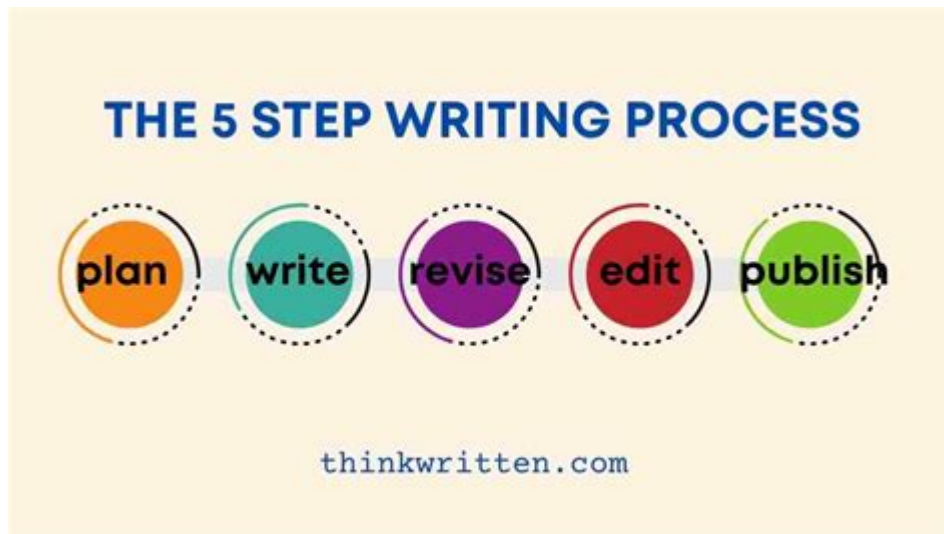 THE 5 STEP WRITING PROCESS
plan write revise edit publish
thinkwritten.com